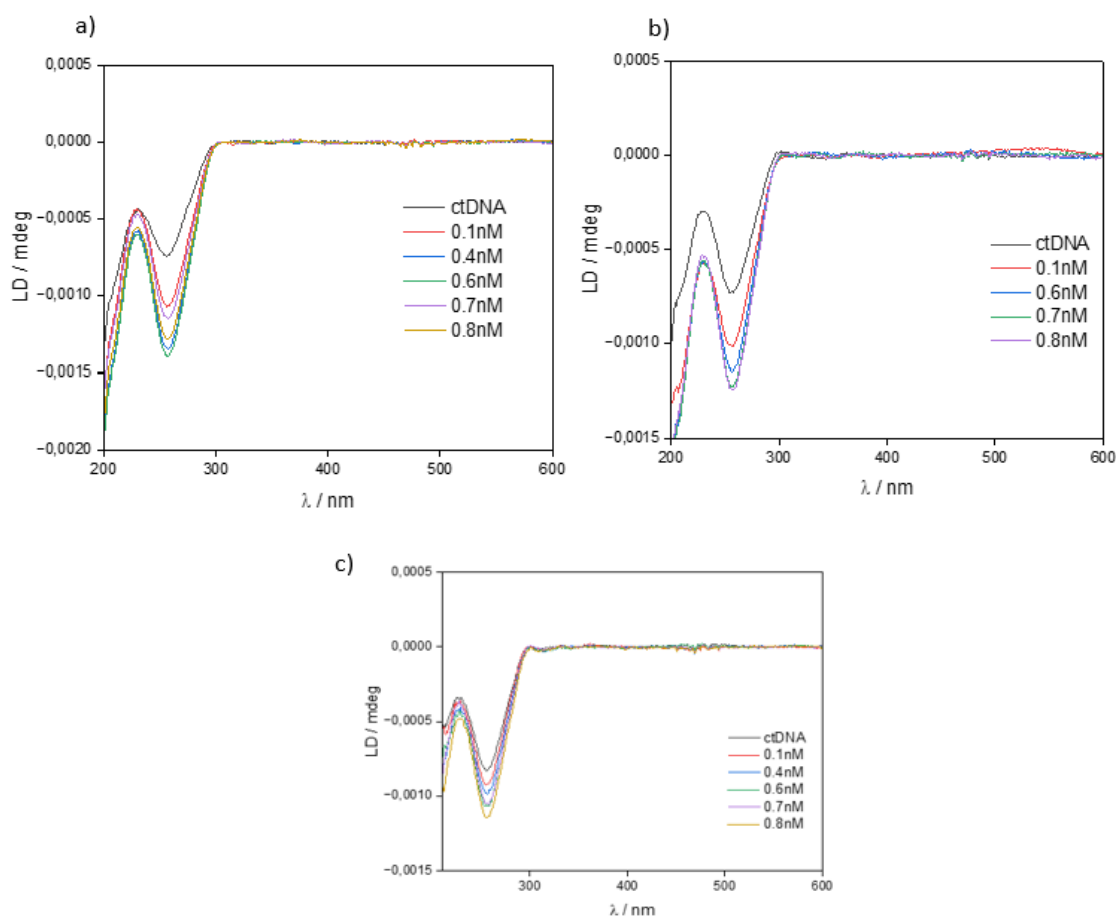 a)
0,0005
0,0000
−0,0005
−0,0010
−0,0015
−0,0020
LD / mdeg
200 300 400 500 600
λ / nm
ctDNA
0.1nM
0.4nM
0.6nM
0.7nM
0.8nM
b)
0,0005
0,0000
−0,0005
−0,0010
−0,0015
LD / mdeg
200 300 400 500 600
λ / nm
ctDNA
0.1nM
0.6nM
0.7nM
0.8nM
c)
0,0005
0,0000
−0,0005
−0,0010
−0,0015
LD / mdeg
300 400 500 600
λ / nm
ctDNA
0.1nM
0.4nM
0.6nM
0.7nM
0.8nM